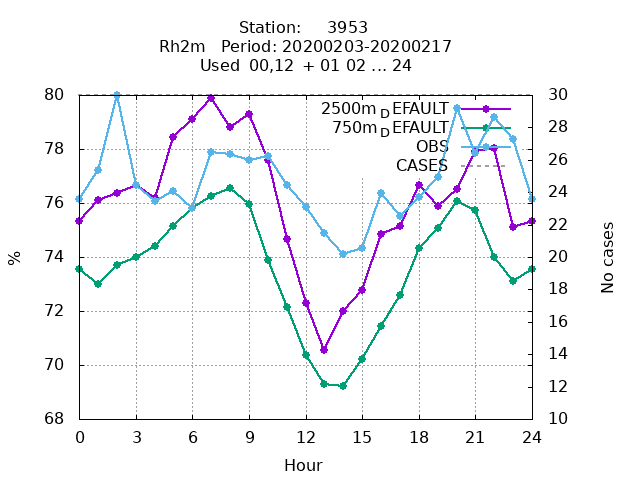 Station: 3953
Rh2m Period: 20200203-20200217
Used 00,12 + 01 02 ... 24
2500m_DEFAULT
750m_DEFAULT
OBS
CASES
80
78
76
74
72
70
68
%
30
28
26
24
22
20
18
16
14
12
10
No cases
0 3 6 9 12 15 18 21 24
Hour